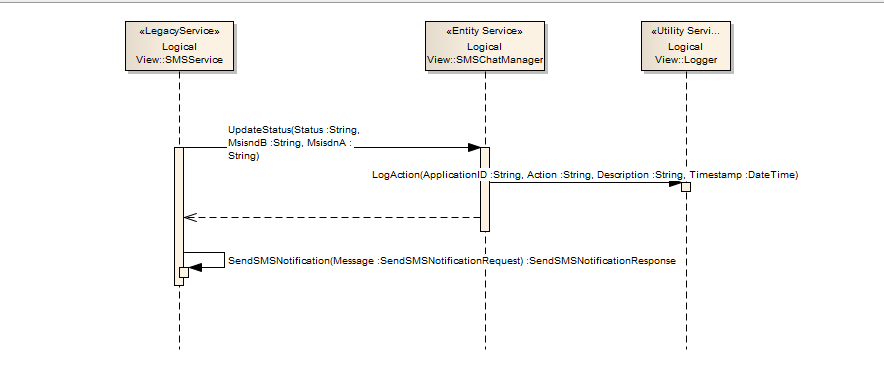 «LegacyService»
Logical
View::SMSService
«Entity Service»
Logical
View::SMSChatManager
«Utility Servi...
Logical
View::Logger
UpdateStatus(Status :String,
MsisndB :String, MsisdnA :
String)
LogAction(ApplicationID :String, Action :String, Description :String, Timestamp :DateTime)
SendSMSNotification(Message :SendSMSNotificationRequest) :SendSMSNotificationResponse